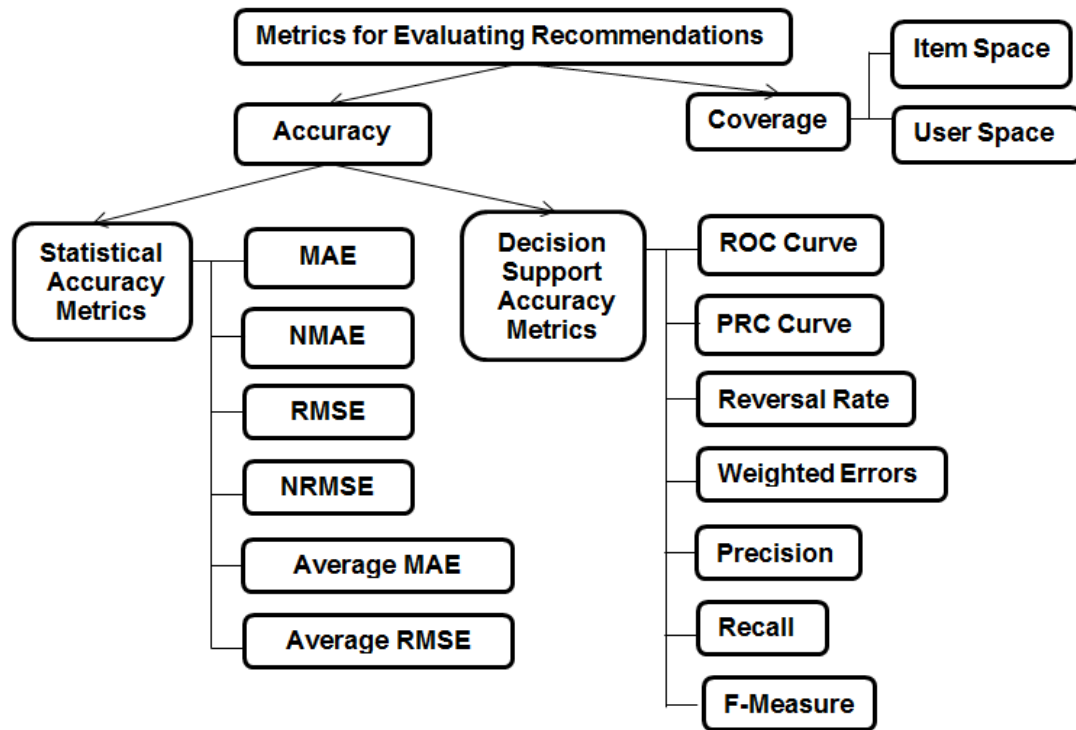 Metrics for Evaluating Recommendations
Item Space
Coverage
User Space
Accuracy
Statistical
Accuracy
Metrics
MAE
NMAE
RMSE
NRMSE
Average MAE
Average RMSE
Decision
Support
Accuracy
Metrics
ROC Curve
PRC Curve
Reversal Rate
Weighted Errors
Precision
Recall
F-Measure